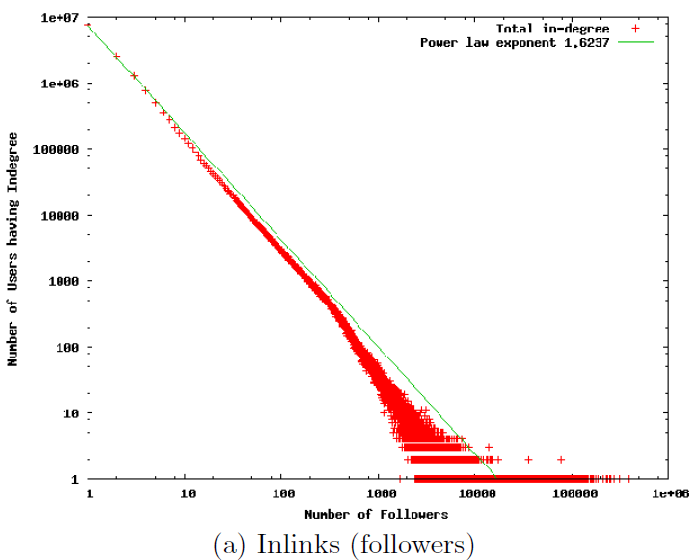 1e+07
1e+06
100000
10000
1000
100
10
1
Number of Users having Indegree
Total in-degree
Power law exponent 1.6237
1 10 100 1000 10000 100000 1e+06
Number of Followers
(a) Inlinks (followers)